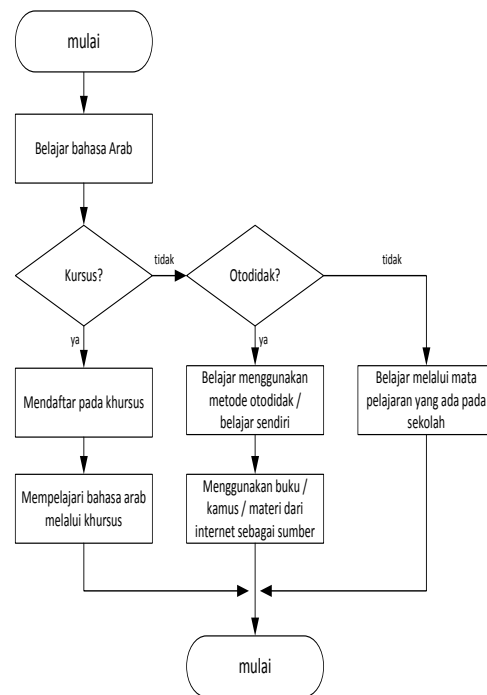 mulai
Belajar bahasa Arab
Kursus?
tidak
Otodidak?
tidak
ya
ya
Mendaftar pada khursus
Belajar menggunakan
metode otodidak /
belajar sendiri
Belajar melalui mata
pelajaran yang ada pada
sekolah
Mempelajari bahasa arab
melalui khursus
Menggunakan buku /
kamus / materi dari
internet sebagai sumber
mulai